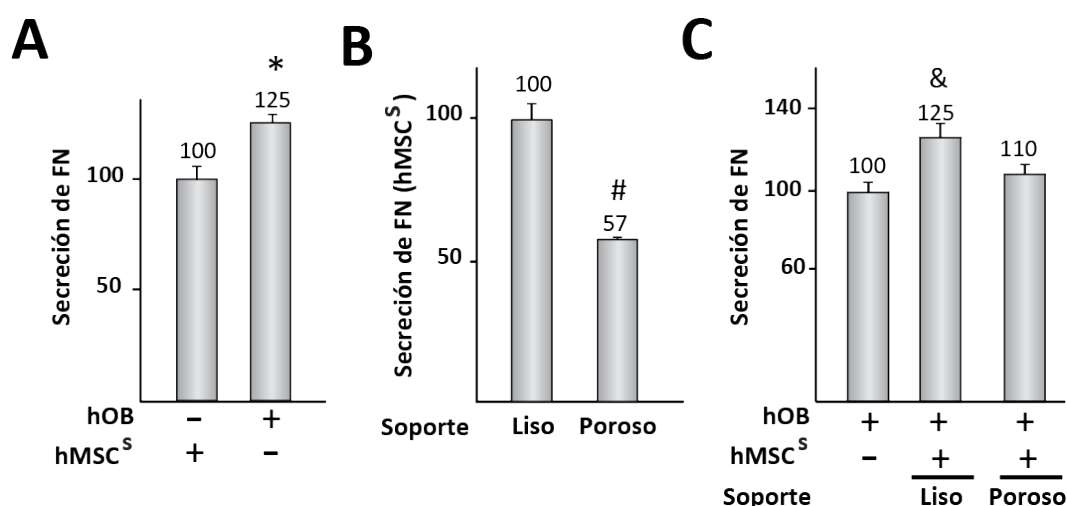 A
Secreción de FN
100
50
100
*
125
hOB – +
hMSC^S + –
B
Secreción de FN (hMSC^S)
100
50
100
#
57
Soporte Liso Poroso
C
Secreción de FN
140
100
60
100
&
125
110
hOB + + +
hMSC^S – + +
Soporte Liso Poroso